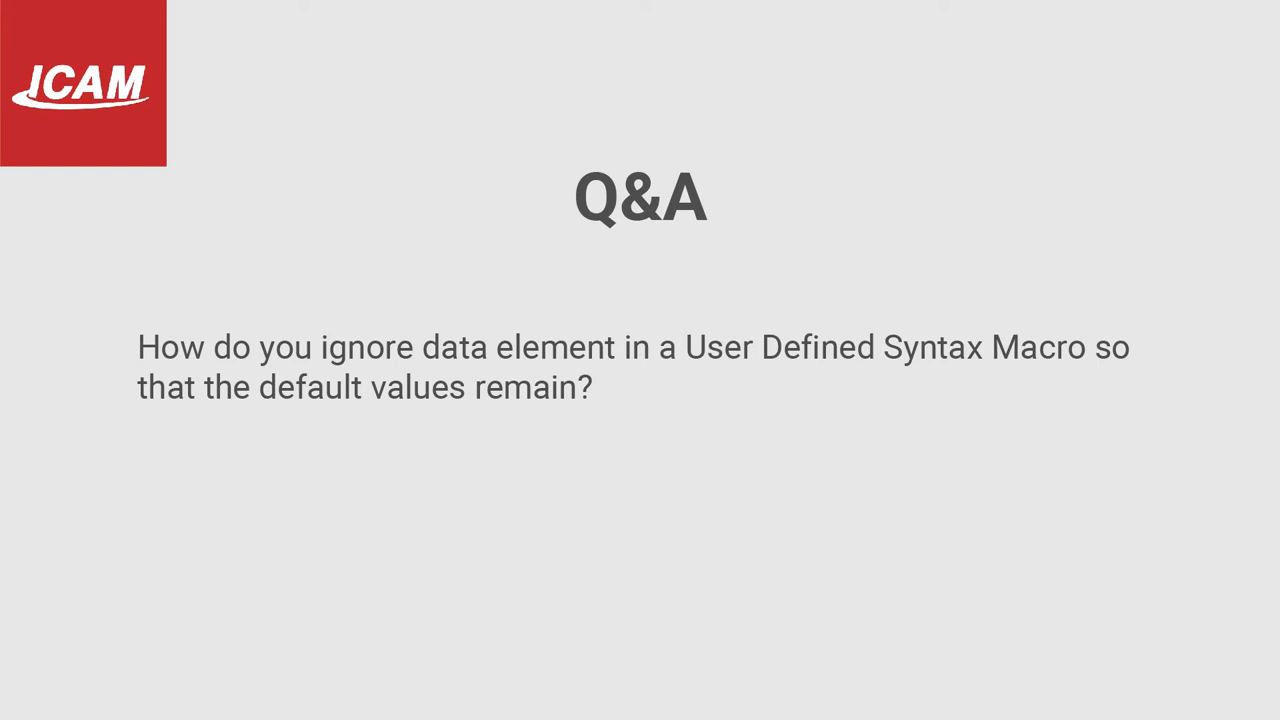 ICAM
Q&A
How do you ignore data element in a User Defined Syntax Macro so
that the default values remain?